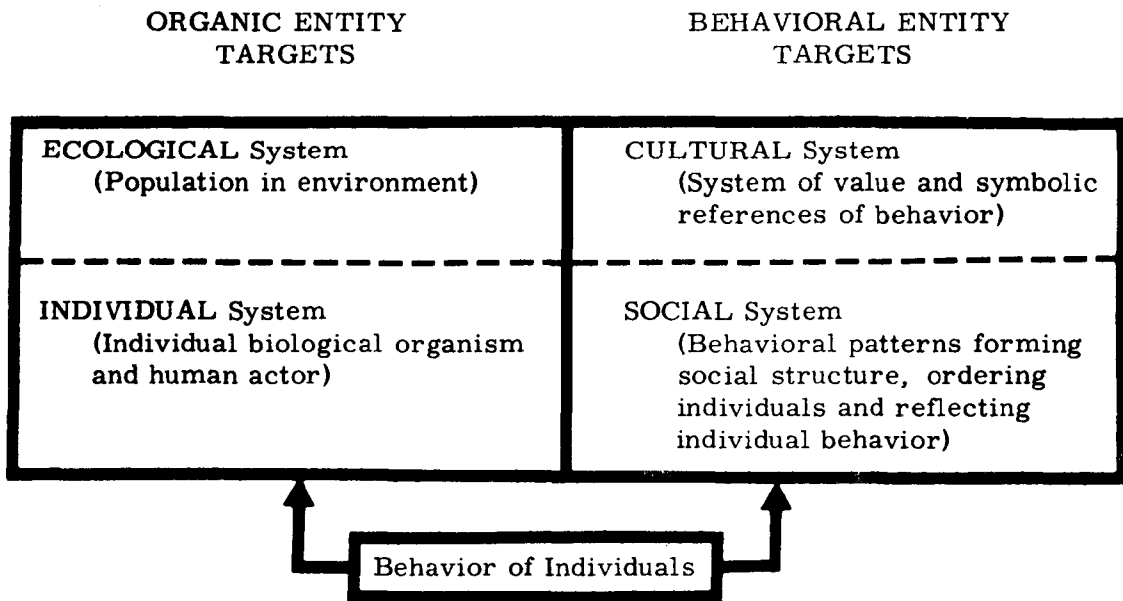 ORGANIC ENTITY
TARGETS
BEHAVIORAL ENTITY
TARGETS
ECOLOGICAL System
(Population in environment)
CULTURAL System
(System of value and symbolic
references of behavior)
INDIVIDUAL System
(Individual biological organism
and human actor)
SOCIAL System
(Behavioral patterns forming
social structure, ordering
individuals and reflecting
individual behavior)
Behavior of Individuals